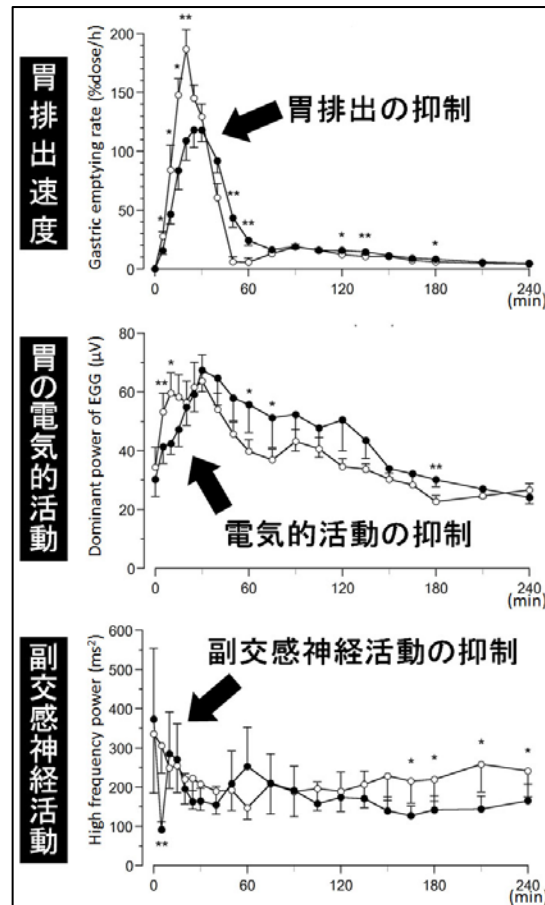 胃排出速度
Gastric emptying rate (%dose/h)
200
150
100
50
0
* * * ** ** ** * ** *
胃排出の抑制
0 60 120 180 240
(min)
胃の電気的活動
Dominant power of EGG (μV)
80
60
40
20
0
** * * * **
電気的活動の抑制
0 60 120 180 240
(min)
副交感神経活動
High frequency power (ms²)
600
500
400
300
200
100
0
副交感神経活動の抑制
** * * * *
0 60 120 180 240
(min)